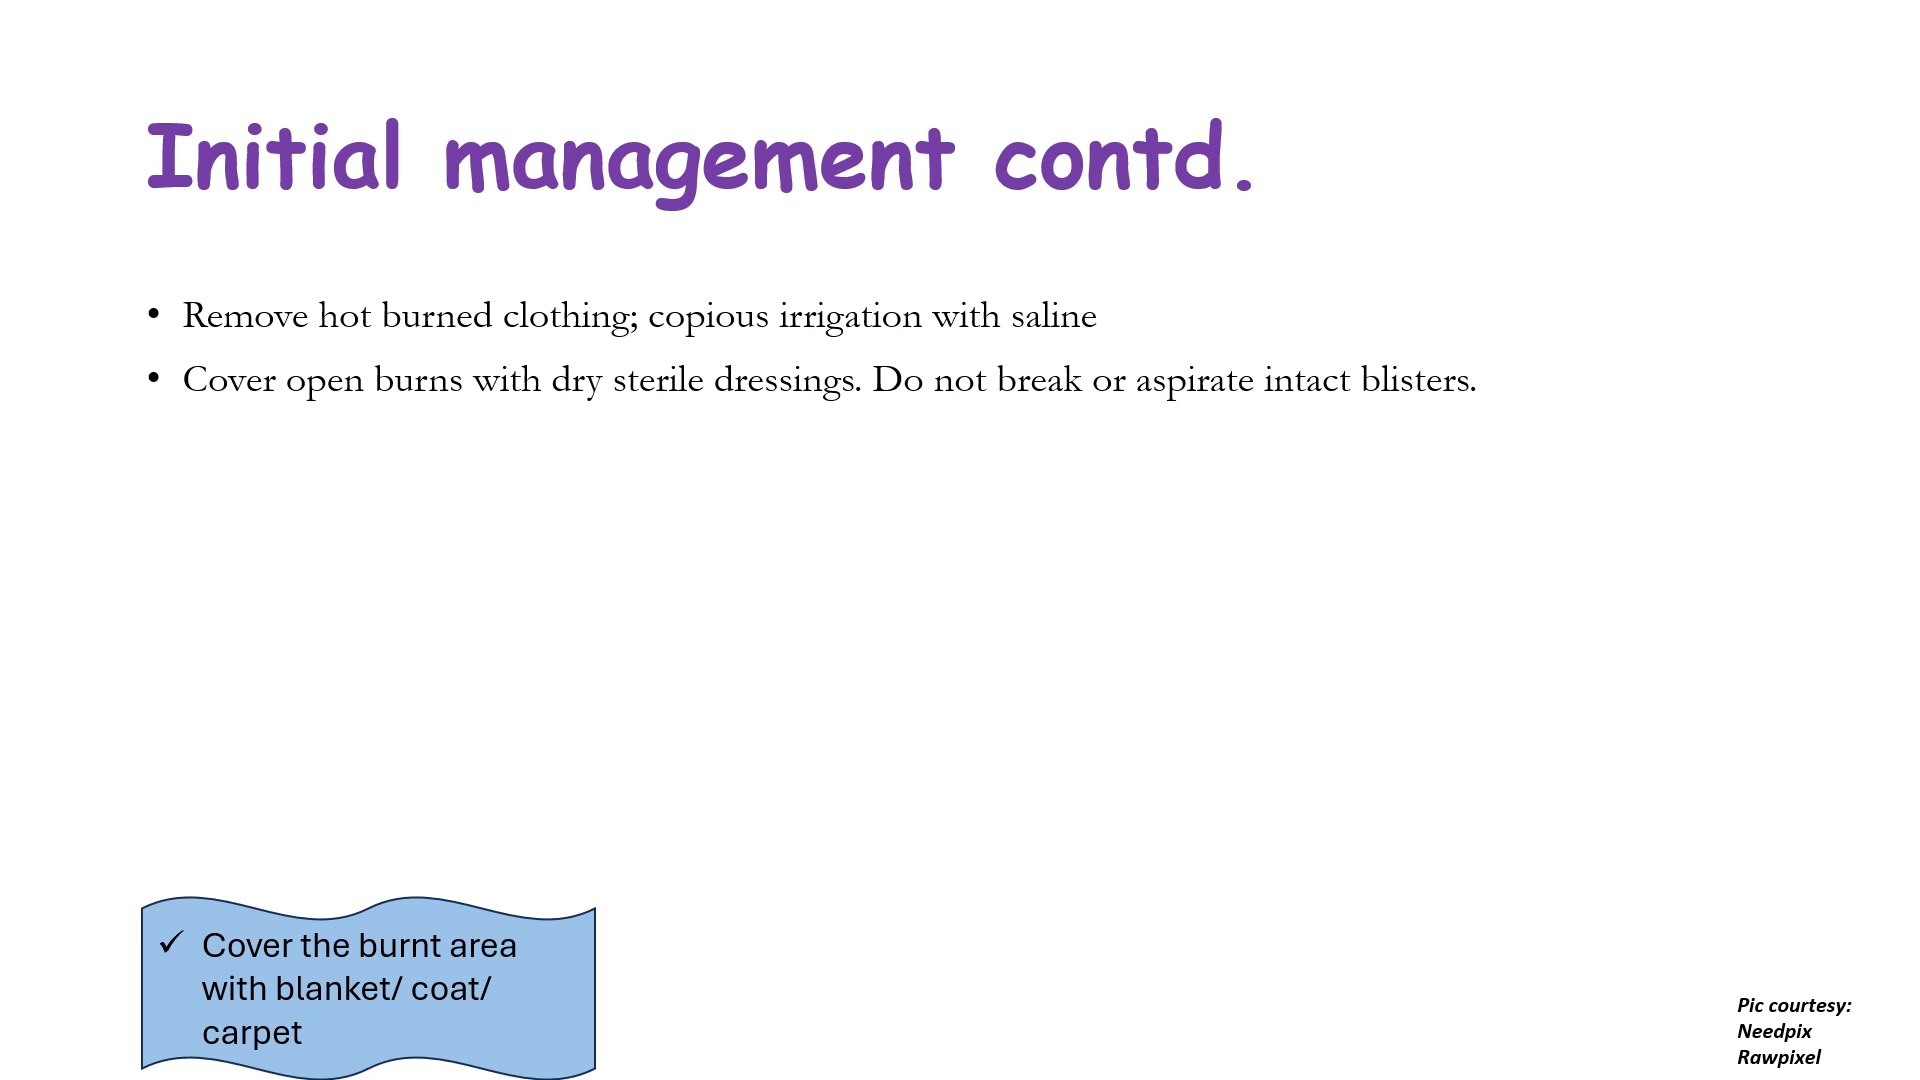 Initial management contd.
• Remove hot burned clothing; copious irrigation with saline
• Cover open burns with dry sterile dressings. Do not break or aspirate intact blisters.
✓ Cover the burnt area
with blanket/ coat/
carpet
Pic courtesy:
Needpix
Rawpixel